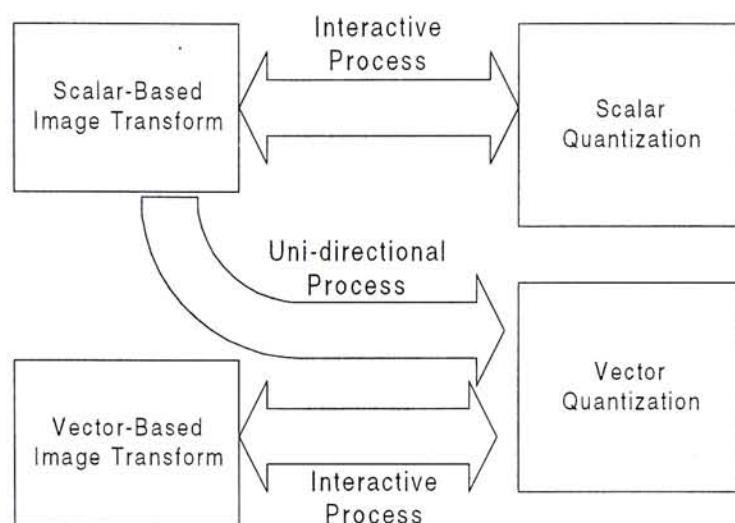 Interactive
Process
Scalar-Based
Image Transform
Scalar
Quantization
Uni-directional
Process
Vector
Quantization
Vector-Based
Image Transform
Interactive
Process